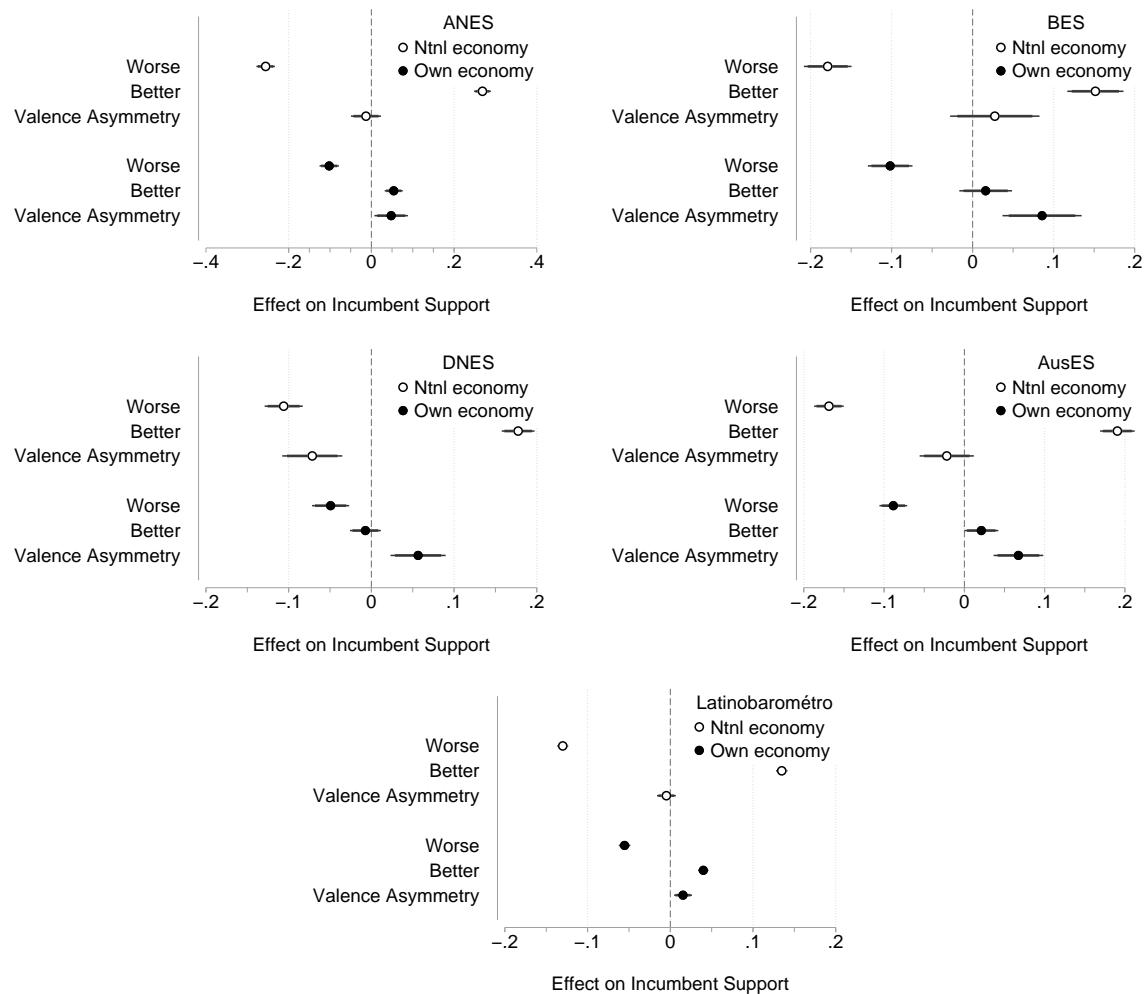 ANES
Ntnl economy
Own economy
Worse
Better
Valence Asymmetry
Worse
Better
Valence Asymmetry
-.4 -.2 0 .2 .4
Effect on Incumbent Support
BES
Ntnl economy
Own economy
Worse
Better
Valence Asymmetry
Worse
Better
Valence Asymmetry
-.2 -.1 0 .1 .2
Effect on Incumbent Support
DNES
Ntnl economy
Own economy
Worse
Better
Valence Asymmetry
Worse
Better
Valence Asymmetry
-.2 -.1 0 .1 .2
Effect on Incumbent Support
AusES
Ntnl economy
Own economy
Worse
Better
Valence Asymmetry
Worse
Better
Valence Asymmetry
-.2 -.1 0 .1 .2
Effect on Incumbent Support
Latinobarométro
Ntnl economy
Own economy
Worse
Better
Valence Asymmetry
Worse
Better
Valence Asymmetry
-.2 -.1 0 .1 .2
Effect on Incumbent Support